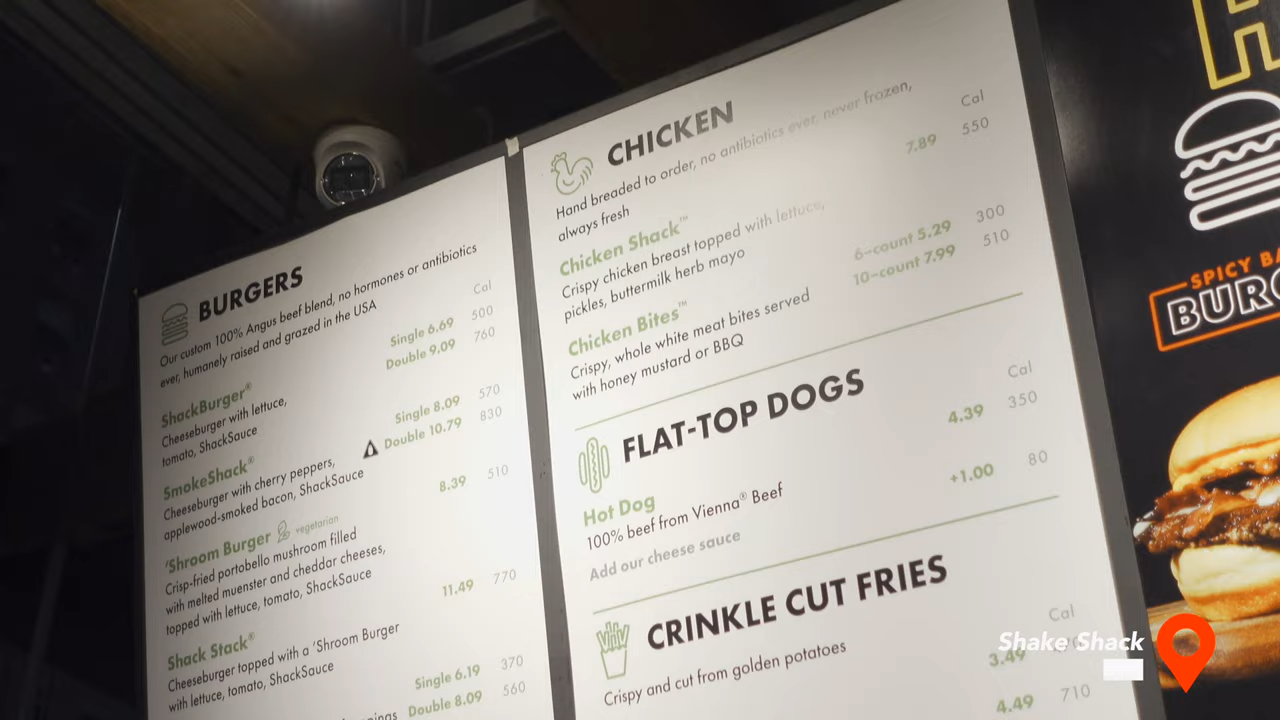 BURGERS
Our custom 100% Angus beef blend, no hormones or antibiotics
ever, humanely raised and grazed in the USA
Cal
ShackBurger®
Single 6.69 500
Double 9.09 760
Cheeseburger with lettuce,
tomato, ShackSauce
SmokeShack®
Single 8.09 570
Double 10.79 830
Cheeseburger with cherry peppers,
applewood-smoked bacon, ShackSauce
'Shroom Burger vegetarian
8.39 510
Crisp-fried portobello mushroom filled
with melted muenster and cheddar cheeses,
topped with lettuce, tomato, ShackSauce
Shack Stack®
11.49 770
Cheeseburger topped with a 'Shroom Burger
with lettuce, tomato, ShackSauce
Single 6.19 370
Double 8.09 560
CHICKEN
Hand breaded to order, no antibiotics ever, never frozen,
always fresh
Cal
Chicken Shack™
7.89 550
Crispy chicken breast topped with lettuce,
pickles, buttermilk herb mayo
Chicken Bites™
6-count 5.29 300
10-count 7.99 510
Crispy, whole white meat bites served
with honey mustard or BBQ
FLAT-TOP DOGS
Cal
Hot Dog
4.39 350
100% beef from Vienna® Beef
Add our cheese sauce
+1.00 80
CRINKLE CUT FRIES
Cal
Crispy and cut from golden potatoes
3.49
4.49 710
SPICY
Shake Shack